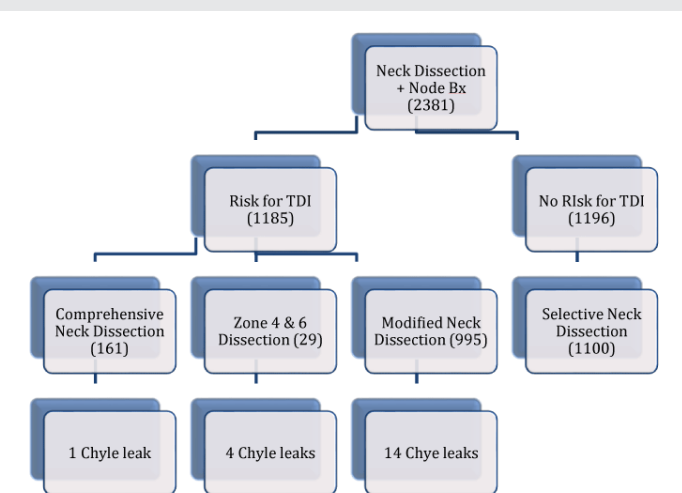 Neck Dissection
+ Node Bx
(2381)
Risk for TDI
(1185)
No RIsk for TDI
(1196)
Comprehensive
Neck Dissection
(161)
Zone 4 & 6
Dissection (29)
Modified Neck
Dissection (995)
Selective Neck
Dissection
(1100)
1 Chyle leak
4 Chyle leaks
14 Chye leaks